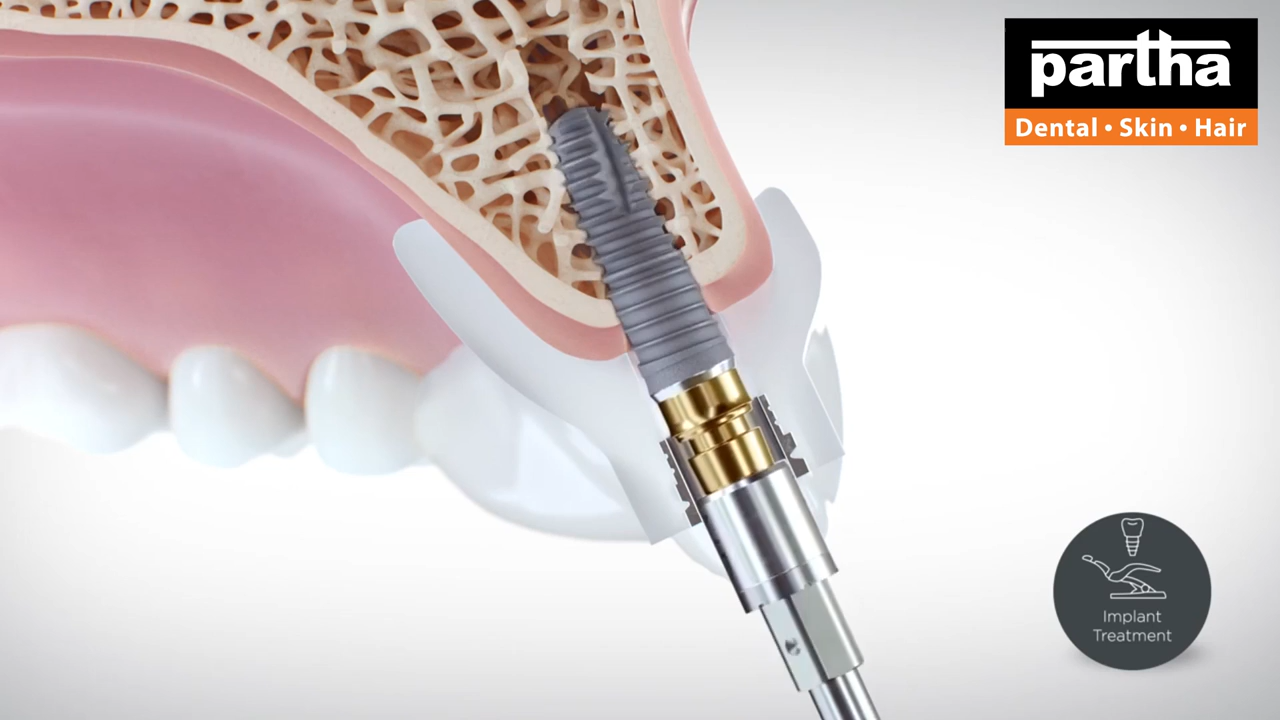 partha
Dental • Skin • Hair
Implant
Treatment